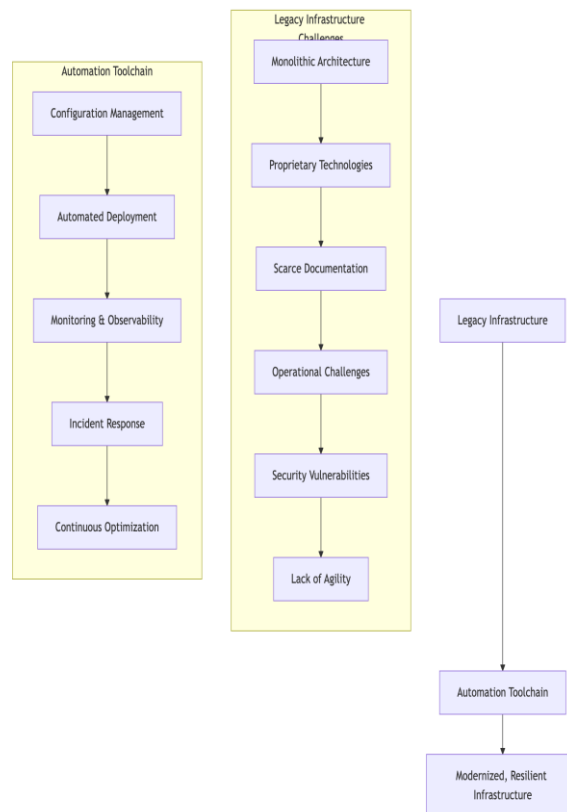 Automation Toolchain
Configuration Management
Automated Deployment
Monitoring & Observability
Incident Response
Continuous Optimization
Legacy Infrastructure
Challenges
Monolithic Architecture
Proprietary Technologies
Scarce Documentation
Operational Challenges
Security Vulnerabilities
Lack of Agility
Legacy Infrastructure
Automation Toolchain
Modernized, Resilient
Infrastructure